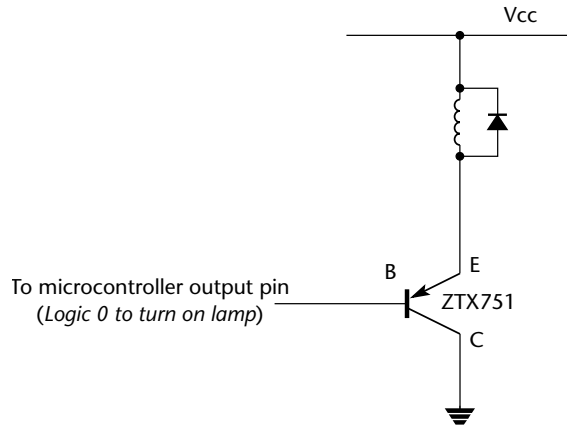 Vcc
B
E
To microcontroller output pin
ZTX751
(Logic 0 to turn on lamp)
C